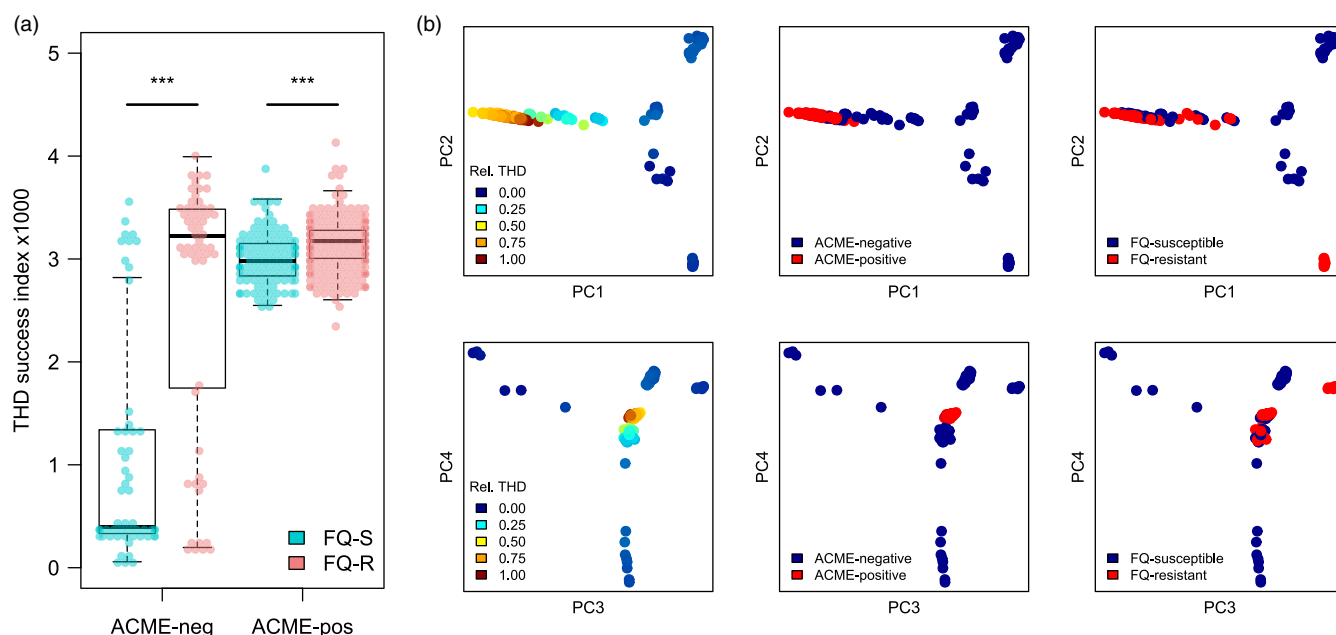 (a)
THD success index x1000
5
4
3
2
1
0
***
***
FQ-S
FQ-R
ACME-neg
ACME-pos
(b)
PC2
Rel. THD
0.00
0.25
0.50
0.75
1.00
PC1
PC2
ACME-negative
ACME-positive
PC1
PC2
FQ-susceptible
FQ-resistant
PC1
PC4
Rel. THD
0.00
0.25
0.50
0.75
1.00
PC3
PC4
ACME-negative
ACME-positive
PC3
PC4
FQ-susceptible
FQ-resistant
PC3